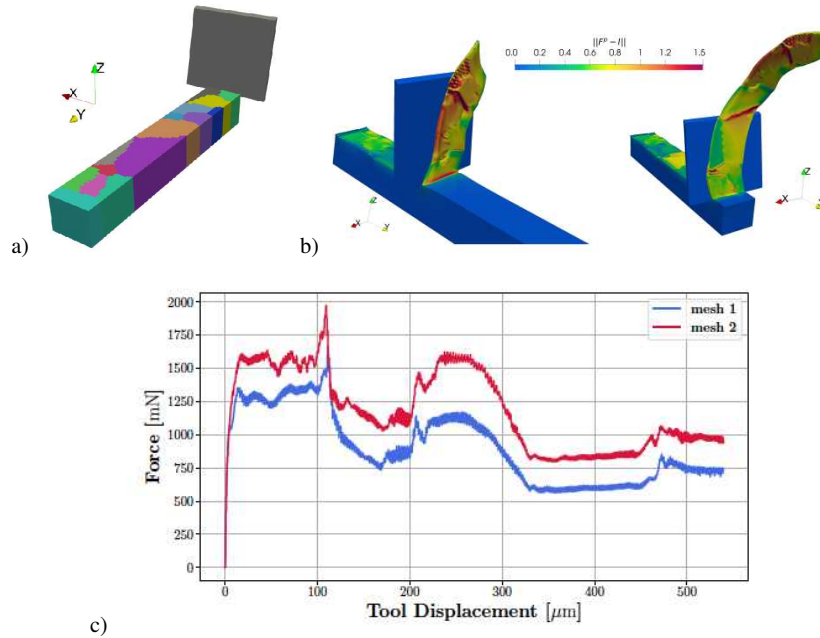 Z
X
Y
a)
||F^p − I||
0.0 0.2 0.4 0.6 0.8 1.0 1.2 1.5
Z
X
Y
Z
X
Y
b)
2000
1750
1500
1250
1000
750
500
250
0
Force [mN]
mesh 1
mesh 2
0 100 200 300 400 500
Tool Displacement [μm]
c)